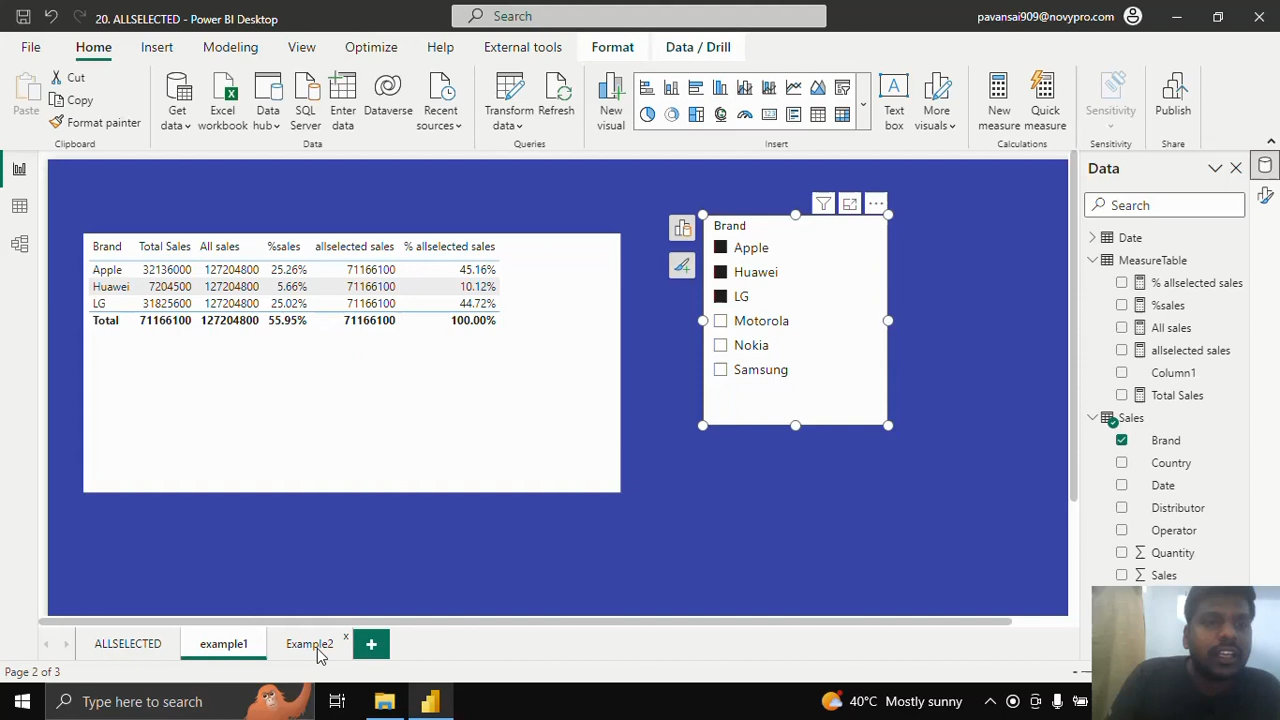 20. ALLSELECTED - Power BI Desktop
Search
pavansai909@novypro.com
File Home Insert Modeling View Optimize Help External tools Format Data / Drill
Paste
Cut
Copy
Format painter
Get data
Excel workbook
Data hub
SQL Server
Enter data
Dataverse
Recent sources
Transform data
Refresh
New visual
Text box
More visuals
New measure
Quick measure
Sensitivity
Publish
Clipboard Data Queries Insert Calculations Sensitivity Share
Brand Total Sales All sales %sales allselected sales % allselected sales
Apple 32136000 127204800 25.26% 71166100 45.16%
Huawei 7204500 127204800 5.66% 71166100 10.12%
LG 31825600 127204800 25.02% 71166100 44.72%
Total 71166100 127204800 55.95% 71166100 100.00%
Brand
Apple
Huawei
LG
Motorola
Nokia
Samsung
Data
Search
Date
MeasureTable
% allselected sales
%sales
All sales
allselected sales
Column1
Total Sales
Sales
Brand
Country
Date
Distributor
Operator
Quantity
Sales
ALLSELECTED example1 Example2 x
Page 2 of 3
Type here to search
40°C Mostly sunny